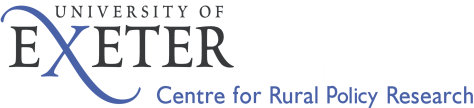 UNIVERSITY OF
EXETER
Centre for Rural Policy Research